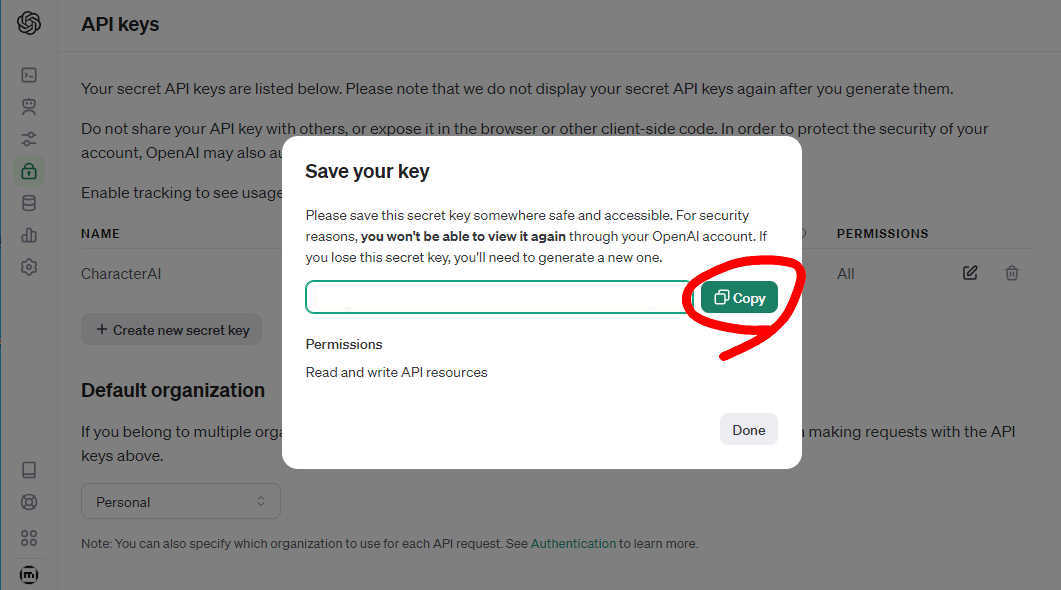 API keys
Your secret API keys are listed below. Please note that we do not display your secret API keys again after you generate them.
Do not share your API key with others, or expose it in the browser or other client-side code. In order to protect the security of your
account, OpenAI may also
Enable tracking to see usage
Save your key
Please save this secret key somewhere safe and accessible. For security
reasons, you won't be able to view it again through your OpenAI account. If
you lose this secret key, you'll need to generate a new one.
Copy
Permissions
Read and write API resources
Done
NAME
PERMISSIONS
CharacterAI
All
+ Create new secret key
Default organization
If you belong to multiple
making requests with the API
keys above.
Personal
Note: You can also specify which organization to use for each API request. See Authentication to learn more.